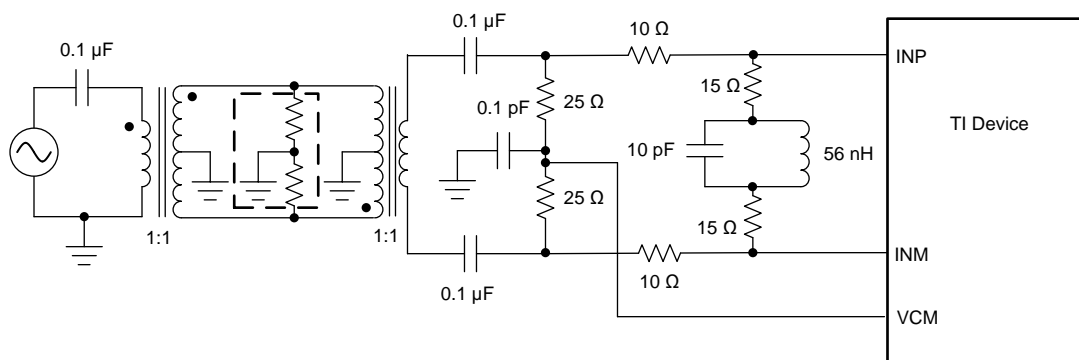 0.1 µF
0.1 µF
10 Ω
INP
15 Ω
0.1 pF
25 Ω
TI Device
10 pF
56 nH
25 Ω
15 Ω
1:1
1:1
INM
10 Ω
0.1 µF
VCM